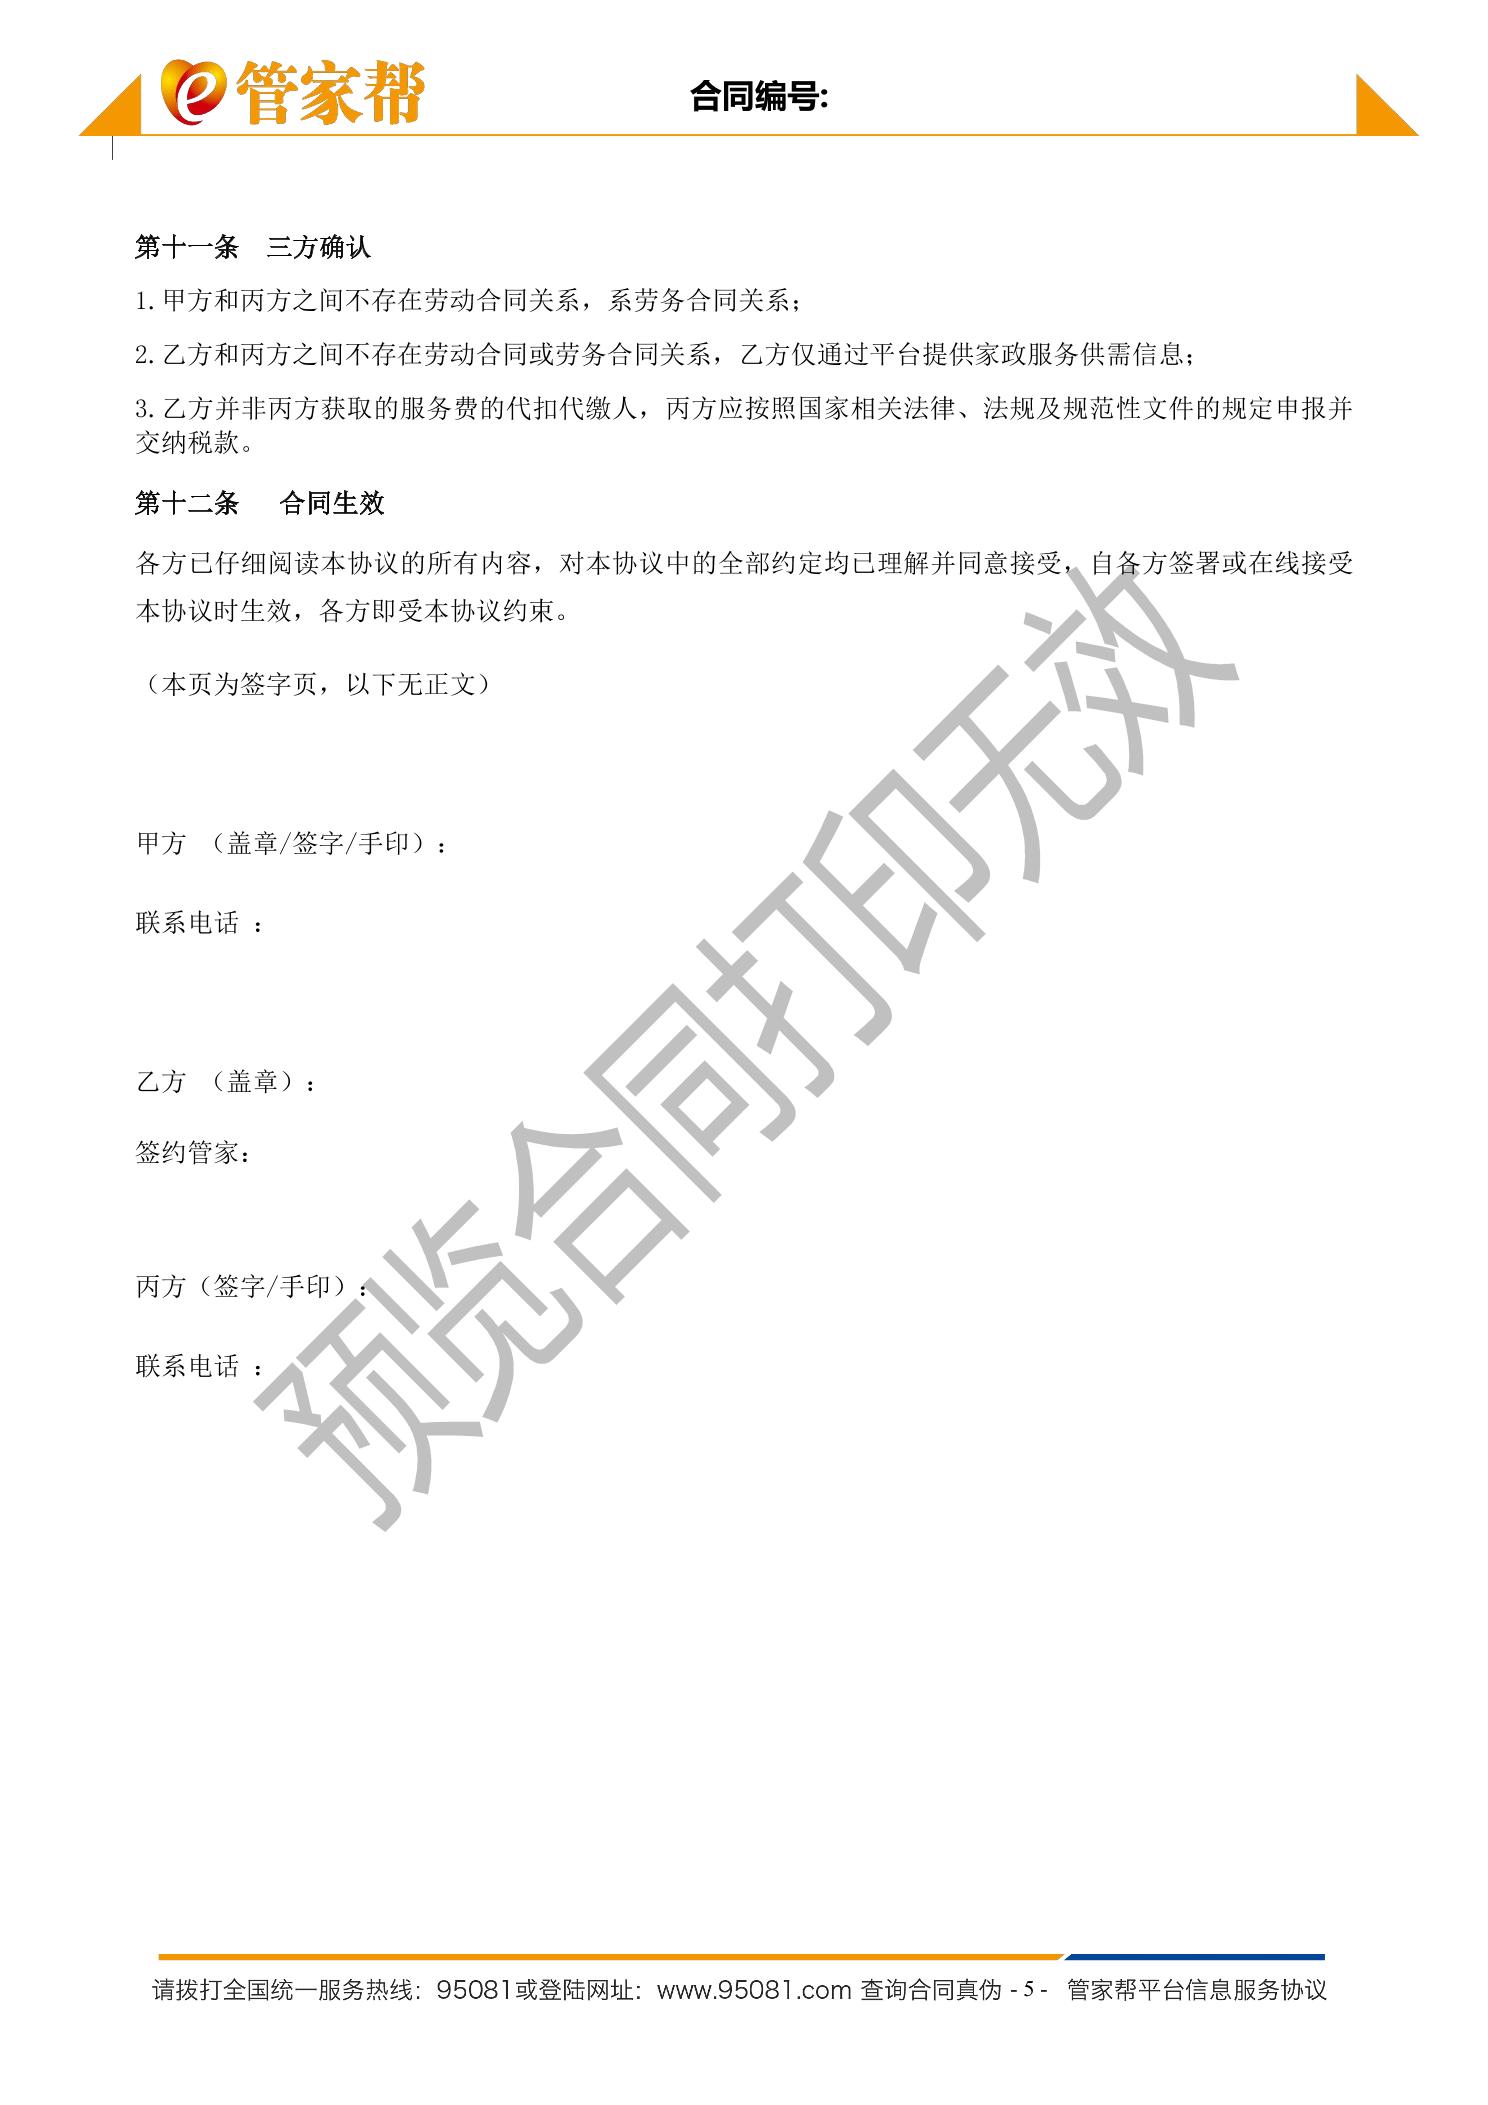 管家帮
合同编号:
第十一条 三方确认
1.甲方和丙方之间不存在劳动合同关系，系劳务合同关系；
2.乙方和丙方之间不存在劳动合同或劳务合同关系，乙方仅通过平台提供家政服务供需信息；
3.乙方并非丙方获取的服务费的代扣代缴人，丙方应按照国家相关法律、法规及规范性文件的规定申报并
交纳税款。
第十二条 合同生效
各方已仔细阅读本协议的所有内容，对本协议中的全部约定均已理解并同意接受，自各方签署或在线接受
本协议时生效，各方即受本协议约束。
（本页为签字页，以下无正文）
甲方 （盖章/签字/手印）：
联系电话 ：
乙方 （盖章）：
签约管家：
丙方（签字/手印）：
联系电话 ：
预览合同打印无效
请拨打全国统一服务热线：95081或登陆网址：www.95081.com 查询合同真伪 - 5 - 管家帮平台信息服务协议